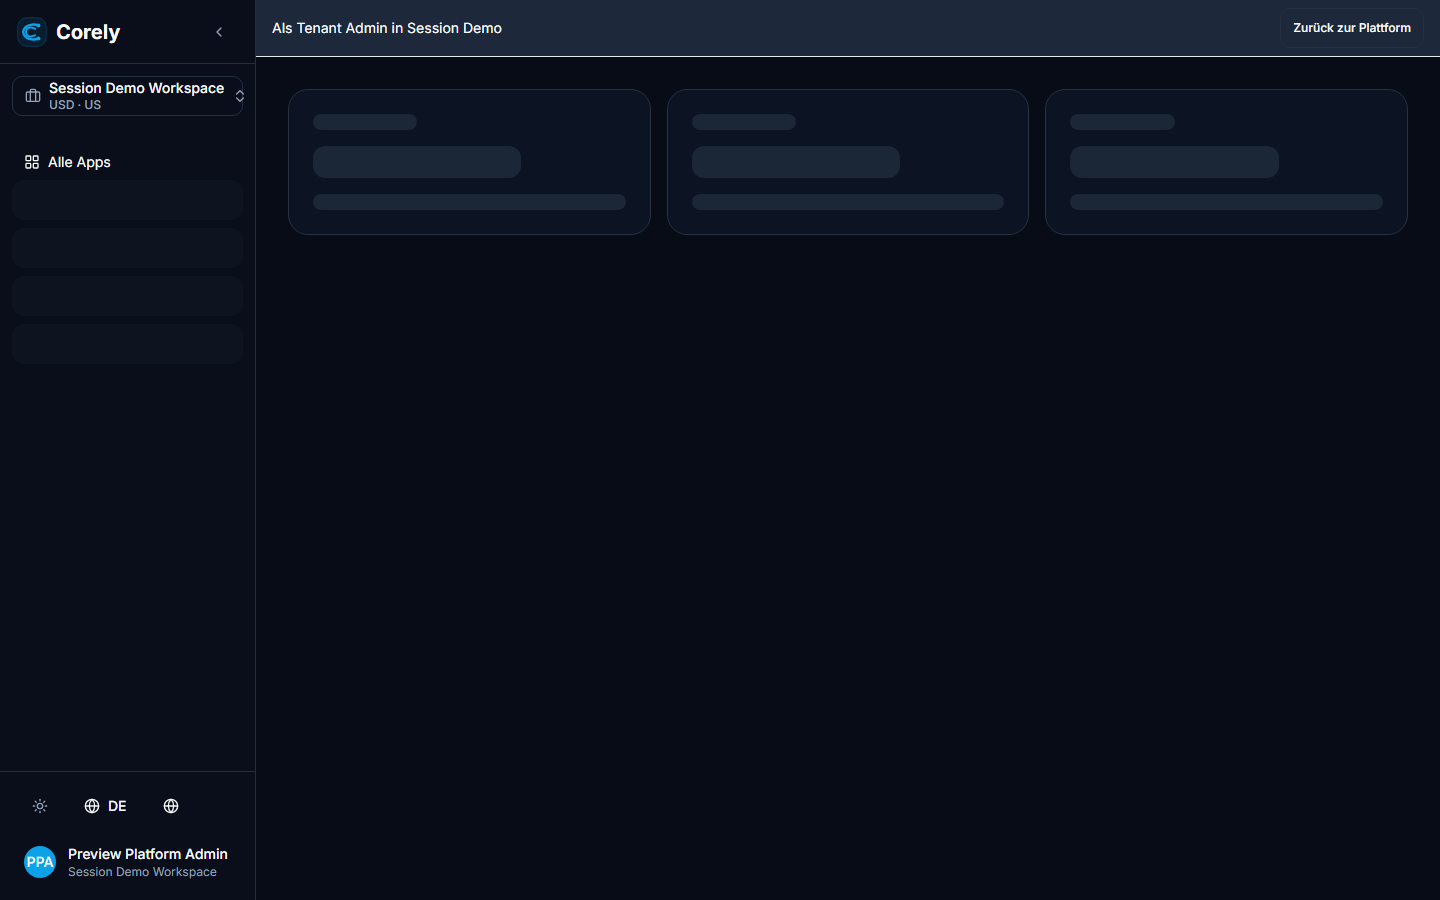 Corely
Session Demo Workspace
USD · US
Alle Apps
DE
PPA
Preview Platform Admin
Session Demo Workspace
Als Tenant Admin in Session Demo
Zurück zur Plattform